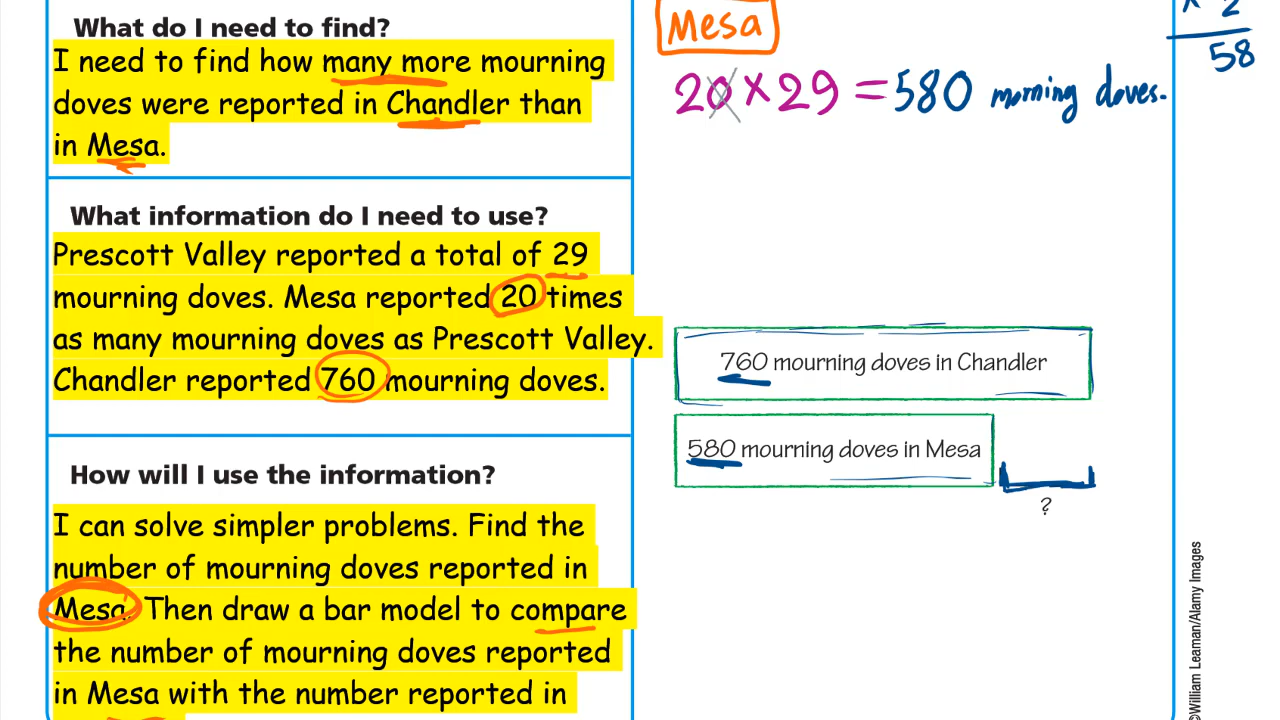 What do I need to find?
I need to find how many more mourning
doves were reported in Chandler than
in Mesa.
What information do I need to use?
Prescott Valley reported a total of 29
mourning doves. Mesa reported 20 times
as many mourning doves as Prescott Valley.
Chandler reported 760 mourning doves.
How will I use the information?
I can solve simpler problems. Find the
number of mourning doves reported in
Mesa. Then draw a bar model to compare
the number of mourning doves reported
in Mesa with the number reported in
Mesa
20 × 29 = 580 morning doves.
× 2
58
760 mourning doves in Chandler
580 mourning doves in Mesa
?
©William Leaman/Alamy Images